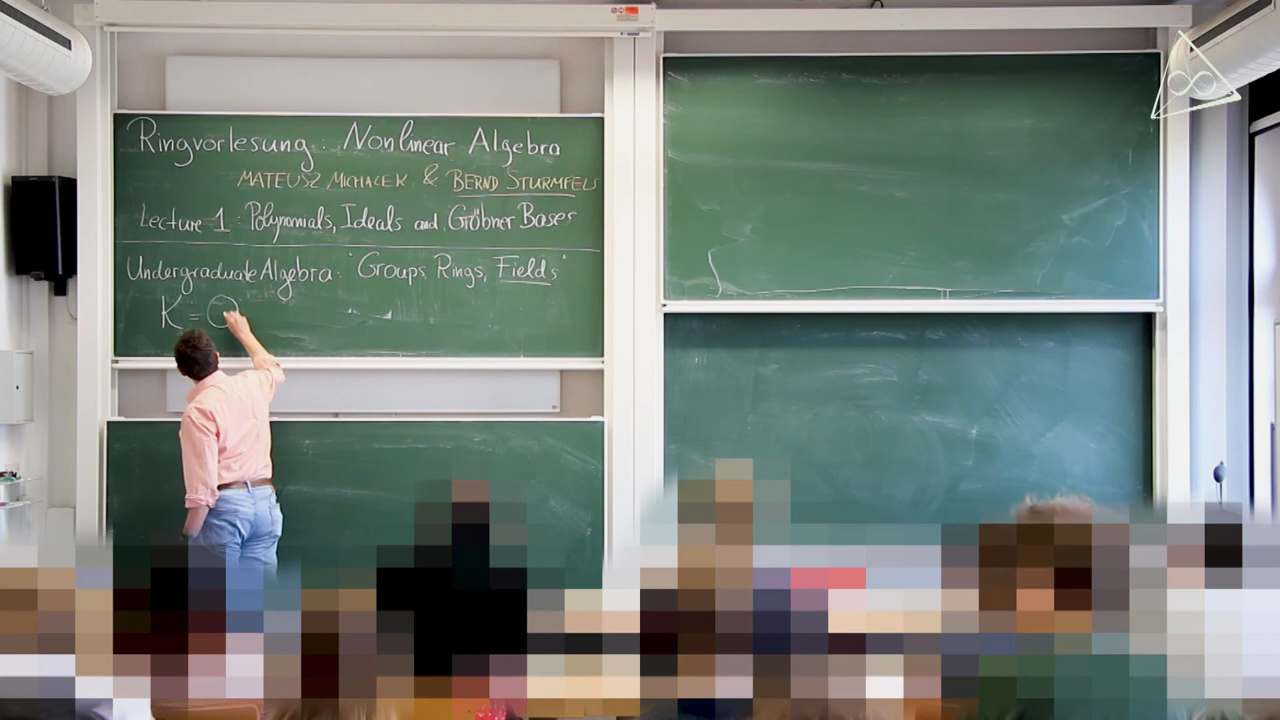 Ringvorlesung: Nonlinear Algebra
MATEUSZ MICHAŁEK & BERND STURMFELS
Lecture 1: Polynomials, Ideals and Gröbner Bases
Undergraduate Algebra: "Groups, Rings, Fields"
K =